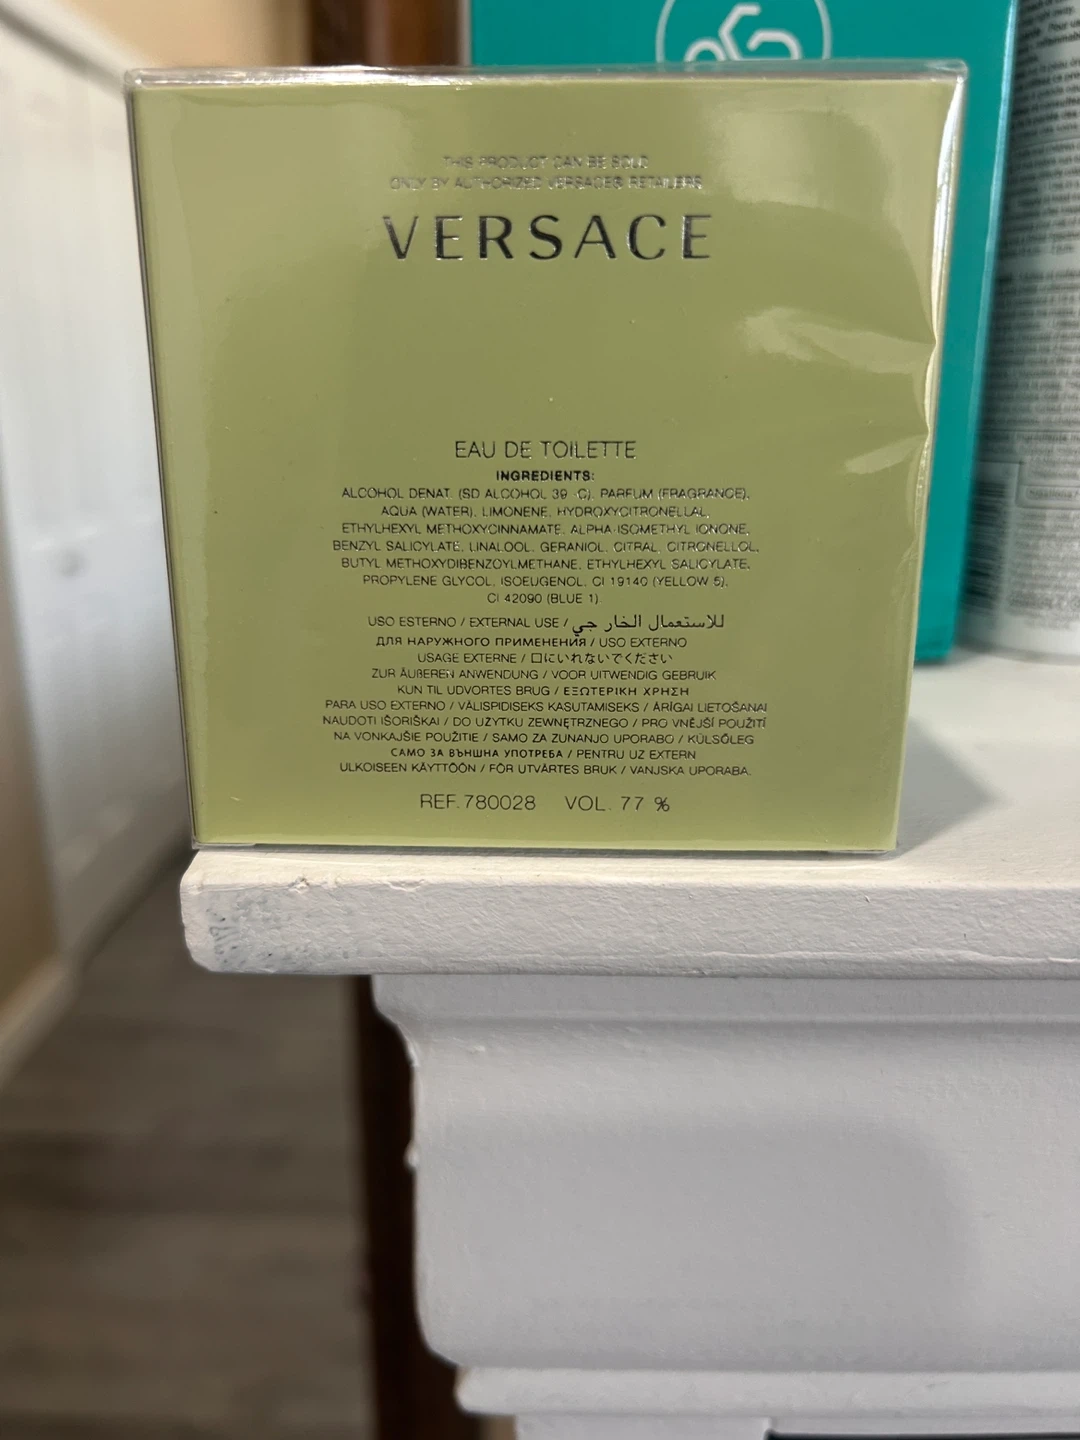 THIS PRODUCT CAN BE SOLD
ONLY BY AUTHORIZED VERSACE® RETAILERS
VERSACE
EAU DE TOILETTE
INGREDIENTS:
ALCOHOL DENAT. (SD ALCOHOL 39 -C), PARFUM (FRAGRANCE),
AQUA (WATER), LIMONENE, HYDROXYCITRONELLAL,
ETHYLHEXYL METHOXYCINNAMATE, ALPHA-ISOMETHYL IONONE,
BENZYL SALICYLATE, LINALOOL, GERANIOL, CITRAL, CITRONELLOL,
BUTYL METHOXYDIBENZOYLMETHANE, ETHYLHEXYL SALICYLATE,
PROPYLENE GLYCOL, ISOEUGENOL, CI 19140 (YELLOW 5),
CI 42090 (BLUE 1)
USO ESTERNO / EXTERNAL USE / للاستعمال الخارجي
ДЛЯ НАРУЖНОГО ПРИМЕНЕНИЯ / USO EXTERNO
USAGE EXTERNE / 口にいれないでください
ZUR ÄUßEREN ANWENDUNG / VOOR UITWENDIG GEBRUIK
KUN TIL UDVORTES BRUG / ΕΞΩΤΕΡΙΚΗ ΧΡΗΣΗ
PARA USO EXTERNO / VÄLISPIDISEKS KASUTAMISEKS / ĀRĪGAI LIETOŠANAI
NAUDOTI IŠORIŠKAI / DO UŻYTKU ZEWNĘTRZNEGO / PRO VNĚJŠÍ POUŽITÍ
NA VONKAJŠIE POUŽITIE / SAMO ZA ZUNANJO UPORABO / KÜLSŐLEG
САМО ЗА ВЪНШНА УПОТРЕБА / PENTRU UZ EXTERN
ULKOISEEN KÄYTTÖÖN / FÖR UTVÄRTES BRUK / VANJSKA UPORABA.
REF. 780028 VOL. 77 %